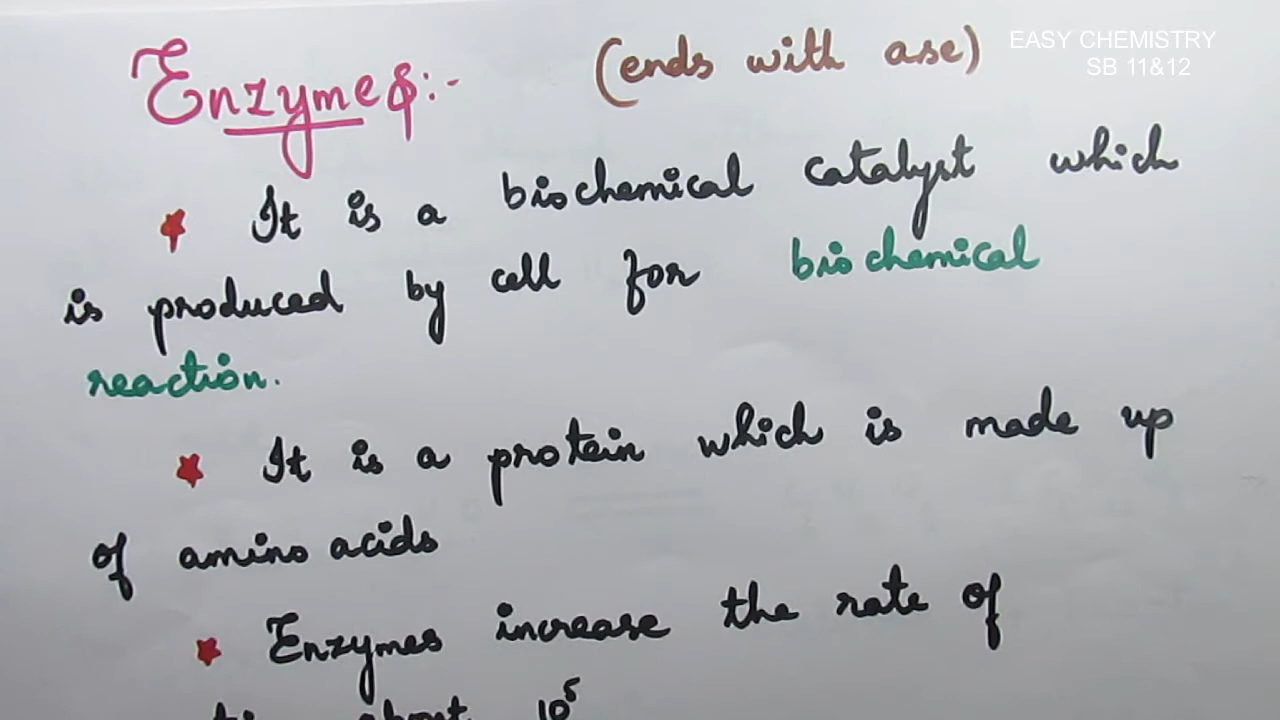 Enzymes:- (ends with ase)
EASY CHEMISTRY
SB 11&12
It is a biochemical catalyst which
is produced by cell for biochemical
reaction.
It is a protein which is made up
of amino acids
Enzymes increase the rate of
about 10⁵